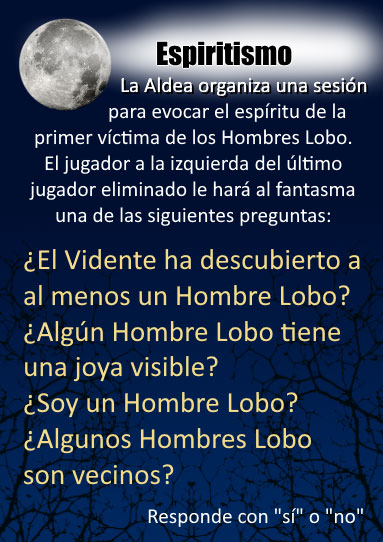 Espiritismo
La Aldea organiza una sesión
para evocar el espíritu de la
primer víctima de los Hombres Lobo.
El jugador a la izquierda del último
jugador eliminado le hará al fantasma
una de las siguientes preguntas:
¿El Vidente ha descubierto a
al menos un Hombre Lobo?
¿Algún Hombre Lobo tiene
una joya visible?
¿Soy un Hombre Lobo?
¿Algunos Hombres Lobo
son vecinos?
Responde con "sí" o "no"